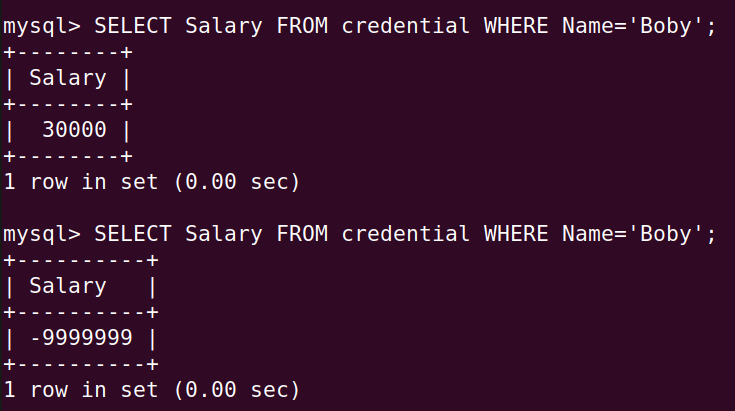 mysql> SELECT Salary FROM credential WHERE Name='Boby';
+--------+
| Salary |
+--------+
|  30000 |
+--------+
1 row in set (0.00 sec)

mysql> SELECT Salary FROM credential WHERE Name='Boby';
+----------+
| Salary   |
+----------+
| -9999999 |
+----------+
1 row in set (0.00 sec)